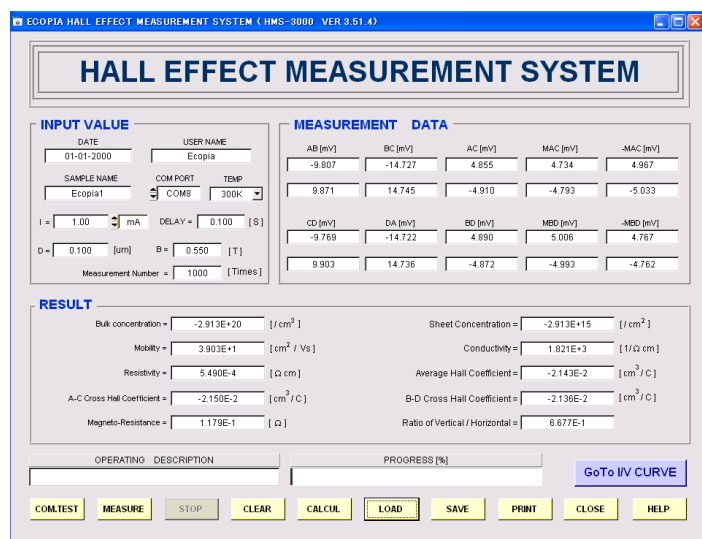 ECOPIA HALL EFFECT MEASUREMENT SYSTEM ( HMS-3000 VER 3.51.4)
HALL EFFECT MEASUREMENT SYSTEM
INPUT VALUE
DATE USER NAME
01-01-2000 Ecopia
SAMPLE NAME COM PORT TEMP
Ecopia1 COM8 300K
I = 1.00 mA DELAY = 0.100 [ S ]
D = 0.100 [um] B = 0.550 [T]
Measurement Number = 1000 [Times]
MEASUREMENT DATA
AB [mV] BC [mV] AC [mV] MAC [mV] -MAC [mV]
-9.807 -14.727 4.855 4.734 4.967
9.871 14.745 -4.910 -4.793 -5.033
CD [mV] DA [mV] BD [mV] MBD [mV] -MBD [mV]
-9.769 -14.722 4.890 5.006 4.767
9.903 14.736 -4.872 -4.993 -4.762
RESULT
Bulk concentration = -2.913E+20 [ / cm³ ] Sheet Concentration = -2.913E+15 [ / cm² ]
Mobility = 3.903E+1 [ cm² / Vs ] Conductivity = 1.821E+3 [ 1/ Ω cm ]
Resistivity = 5.490E-4 [ Ω cm ] Average Hall Coefficient = -2.143E-2 [ cm³ / C ]
A-C Cross Hall Coefficient = -2.150E-2 [ cm³ / C ] B-D Cross Hall Coefficient = -2.136E-2 [ cm³ / C ]
Magneto-Resistance = 1.179E-1 [ Ω ] Ratio of Vertical / Horizontal = 6.677E-1
OPERATING DESCRIPTION PROGRESS [%]
GoTo I/V CURVE
COM.TEST MEASURE STOP CLEAR CALCUL LOAD SAVE PRINT CLOSE HELP